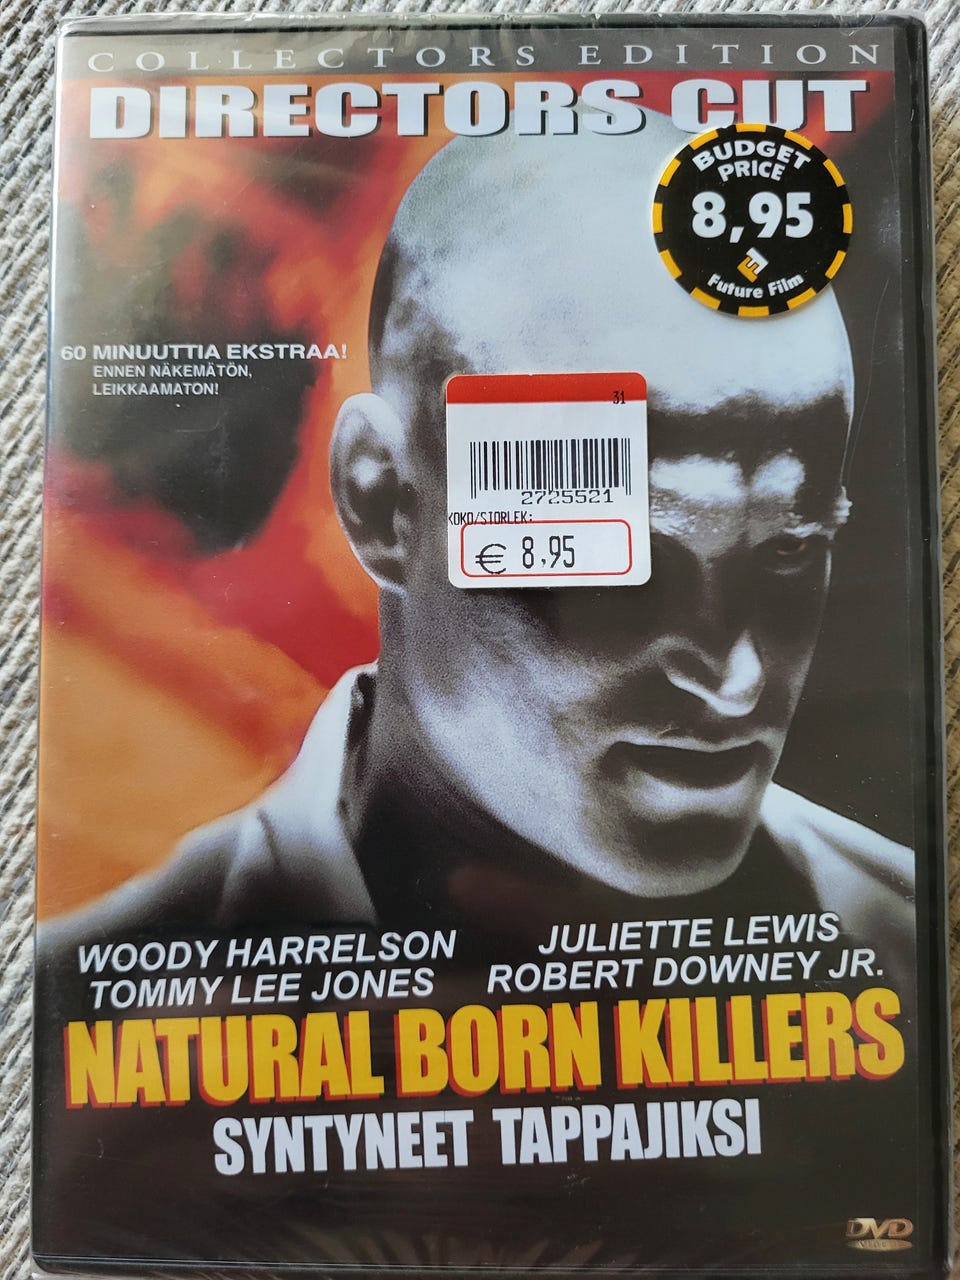 COLLECTORS EDITION
DIRECTORS CUT
BUDGET
PRICE
8,95
Future Film
60 MINUUTTIA EKSTRAA!
ENNEN NÄKEMÄTÖN,
LEIKKAAMATON!
31
2725521
KOKO/STORLEK:
€ 8,95
WOODY HARRELSON
JULIETTE LEWIS
TOMMY LEE JONES
ROBERT DOWNEY JR.
NATURAL BORN KILLERS
SYNTYNEET TAPPAJIKSI
DVD
VIDEO